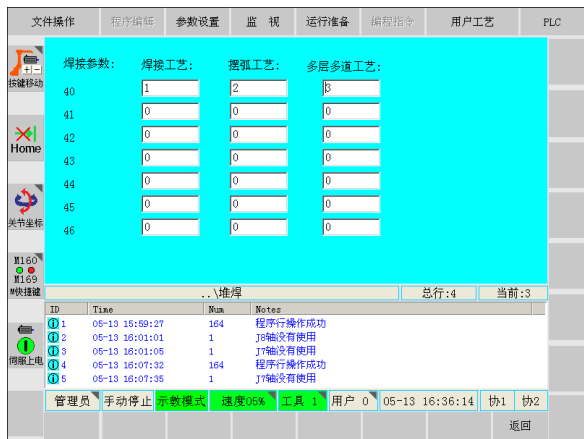 文件操作 程序编辑 参数设置 监 视 运行准备 编程指令 用户工艺 PLC
按键移动
Home
关节坐标
M160
M169
M快捷键
伺服上电
焊接参数: 焊接工艺: 摆弧工艺: 多层多道工艺:
40 1 2 3
41 0 0 0
42 0 0 0
43 0 0 0
44 0 0 0
45 0 0 0
46 0 0 0
..\堆焊 总行:4 当前:3
ID Time Num Notes
1 05-13 15:59:27 164 程序行操作成功
2 05-13 16:01:01 1 J8轴没有使用
3 05-13 16:01:05 1 J7轴没有使用
4 05-13 16:07:32 164 程序行操作成功
5 05-13 16:07:35 1 J7轴没有使用
管理员 手动停止 示教模式 速度05% 工具 1 用户 0 05-13 16:36:14 协1 协2
返回